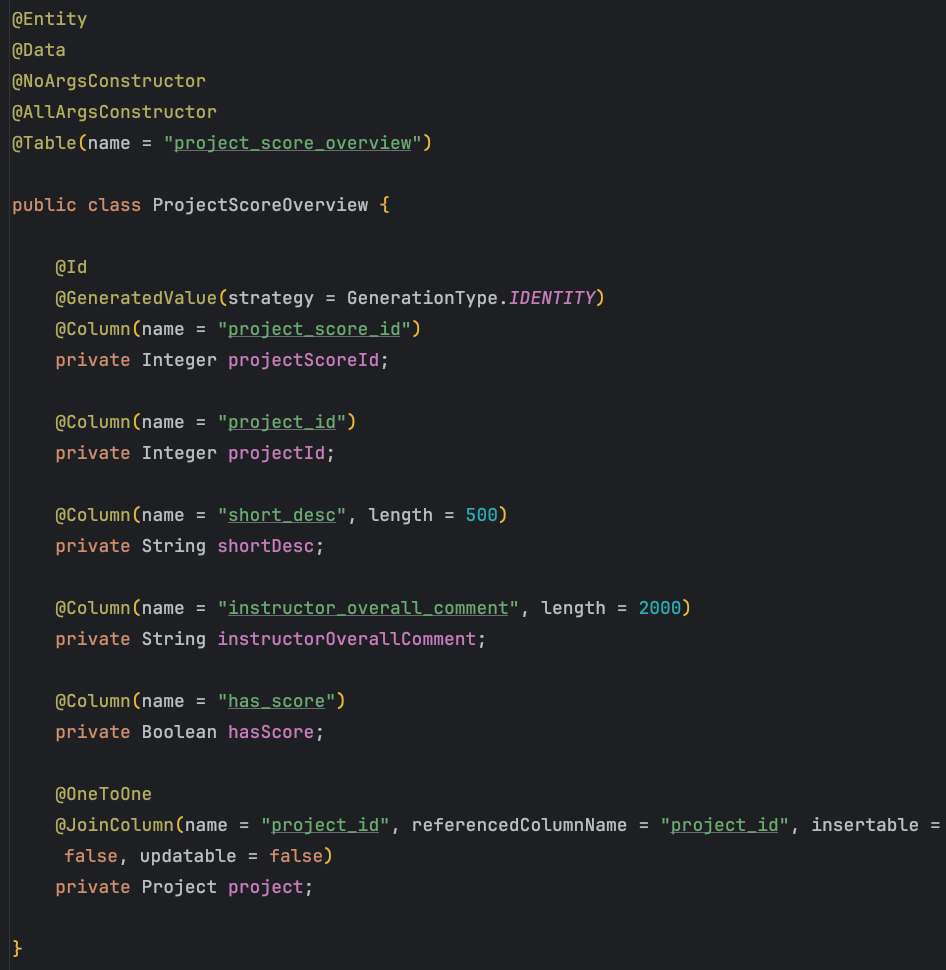 @Entity
@Data
@NoArgsConstructor
@AllArgsConstructor
@Table(name = "project_score_overview")
public class ProjectScoreOverview {
@Id
@GeneratedValue(strategy = GenerationType.IDENTITY)
@Column(name = "project_score_id")
private Integer projectScoreId;
@Column(name = "project_id")
private Integer projectId;
@Column(name = "short_desc", length = 500)
private String shortDesc;
@Column(name = "instructor_overall_comment", length = 2000)
private String instructorOverallComment;
@Column(name = "has_score")
private Boolean hasScore;
@OneToOne
@JoinColumn(name = "project_id", referencedColumnName = "project_id", insertable =
false, updatable = false)
private Project project;
}